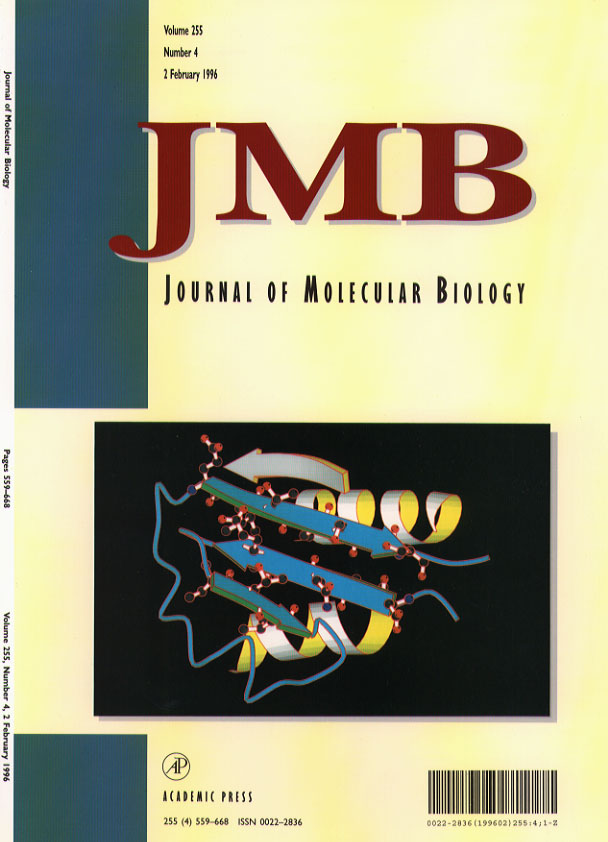 Volume 255
Number 4
2 February 1996
Journal of Molecular Biology
JMB
JOURNAL OF MOLECULAR BIOLOGY
Pages 559–668
Volume 255, Number 4, 2 February 1996
AP
ACADEMIC PRESS
255 (4) 559–668 ISSN 0022–2836
0022-2836(199602)255:4;1-Z